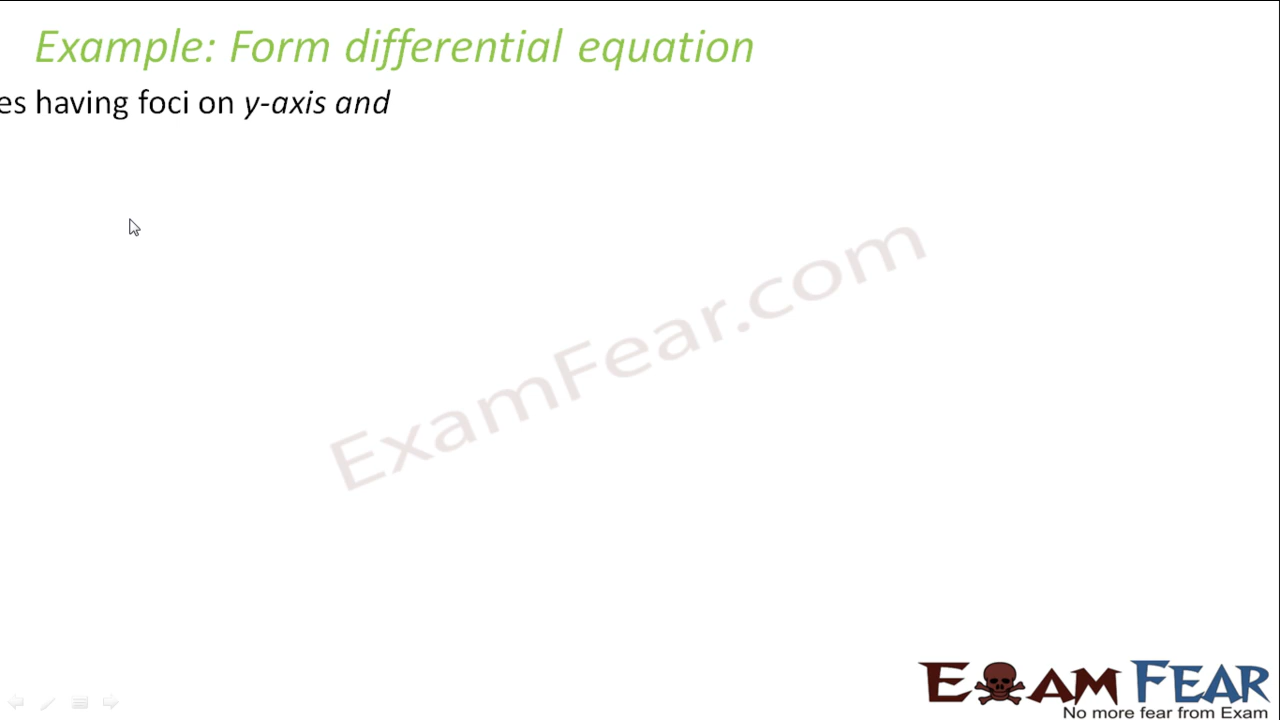 Example: Form differential equation
es having foci on y-axis and
ExamFear.com
EXAM FEAR
No more fear from Exam